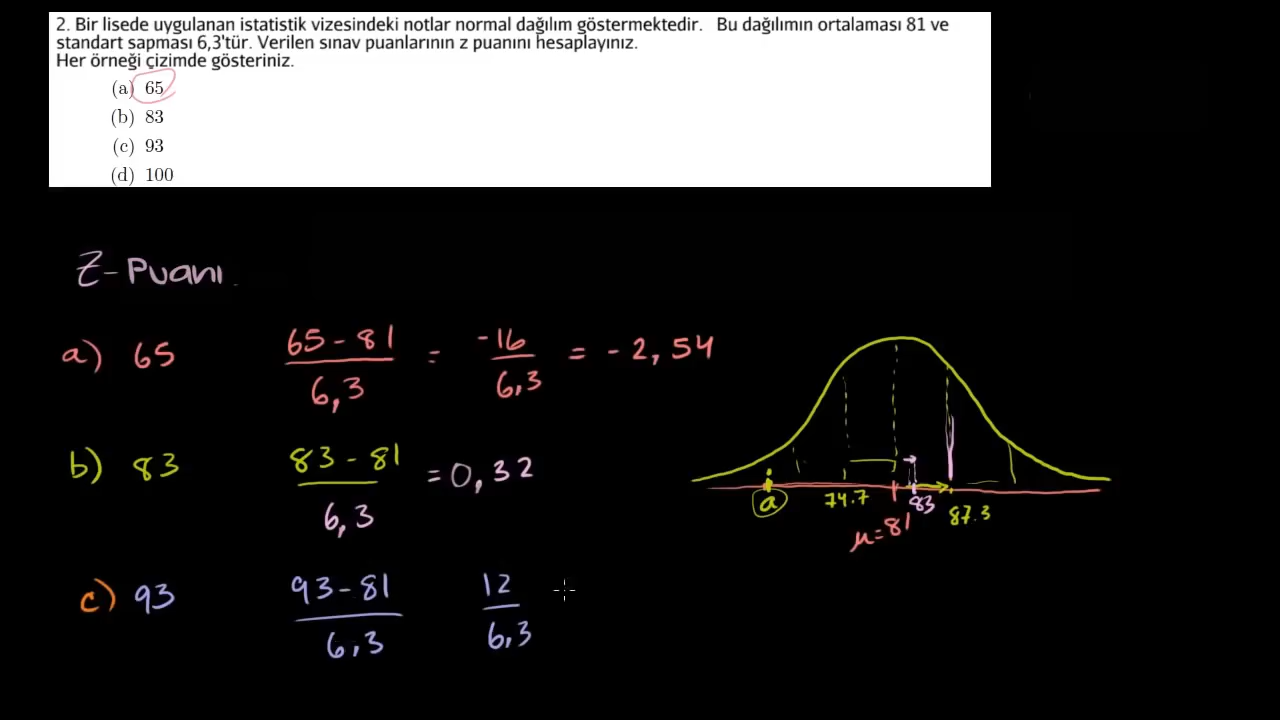 2. Bir lisede uygulanan istatistik vizesindeki notlar normal dağılım göstermektedir. Bu dağılımın ortalaması 81 ve
standart sapması 6,3'tür. Verilen sınav puanlarının z puanını hesaplayınız.
Her örneği çizimde gösteriniz.
(a) 65
(b) 83
(c) 93
(d) 100
Z-Puanı
a) 65 65 - 81 / 6,3 = -16 / 6,3 = -2,54
b) 83 83 - 81 / 6,3 = 0,32
c) 93 93 - 81 / 6,3 12 / 6,3
a 74.7 83 87.3
μ=81